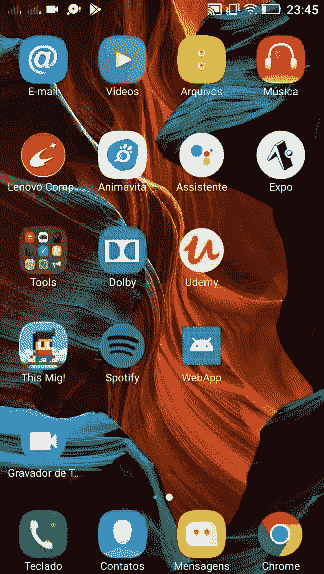 23:45
E-mail
Vídeos
Arquivos
Música
Lenovo Comp..
Animavita
Assistente
Expo
Tools
Dolby
Udemy
This Mig!
Spotify
WebApp
Gravador de T..
Teclado
Contatos
Mensagens
Chrome